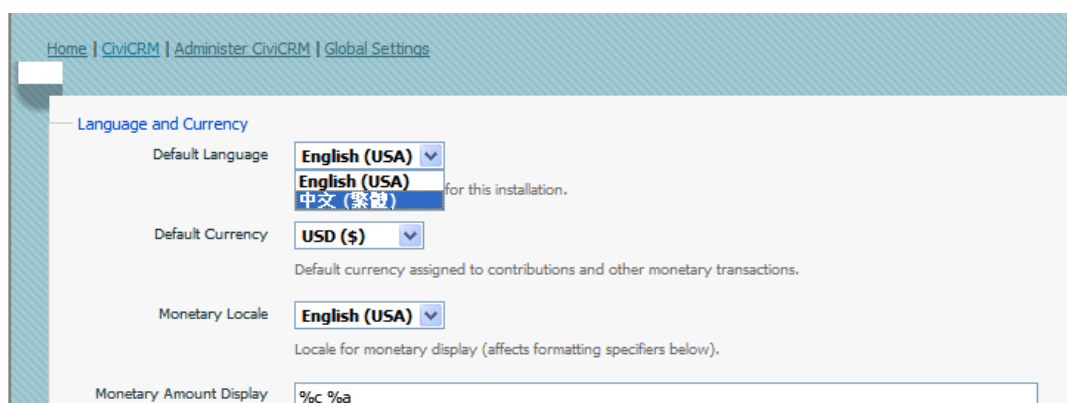 Home | CiviCRM | Administer CiviCRM | Global Settings
Language and Currency
Default Language English (USA)
English (USA)
中文 (繁體)
for this installation.
Default Currency USD ($)
Default currency assigned to contributions and other monetary transactions.
Monetary Locale English (USA)
Locale for monetary display (affects formatting specifiers below).
Monetary Amount Display %c %a